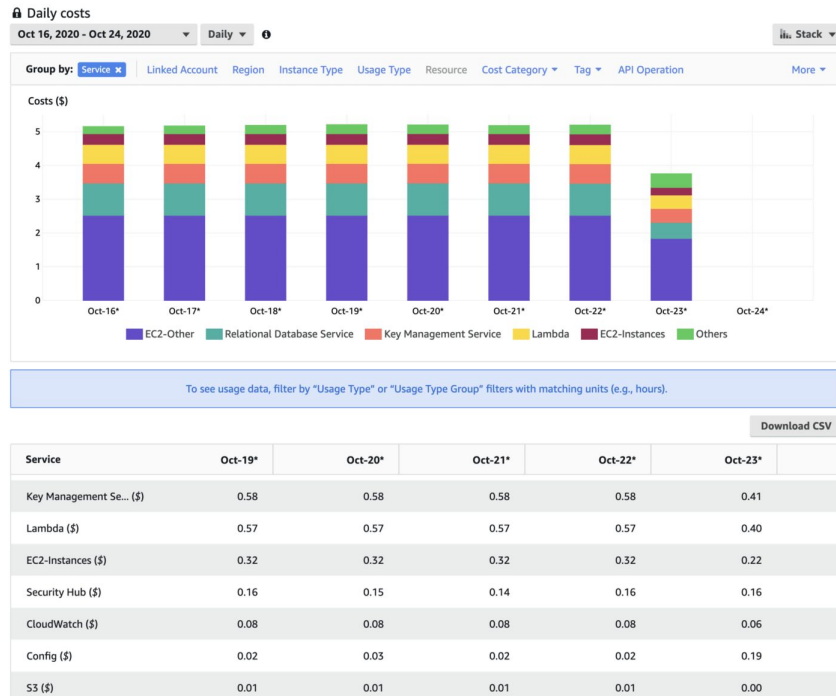 Daily costs
Oct 16, 2020 - Oct 24, 2020 Daily Stack
Group by: Service Linked Account Region Instance Type Usage Type Resource Cost Category Tag API Operation More
Costs ($)
5
4
3
2
1
0
Oct-16* Oct-17* Oct-18* Oct-19* Oct-20* Oct-21* Oct-22* Oct-23* Oct-24*
EC2-Other Relational Database Service Key Management Service Lambda EC2-Instances Others
To see usage data, filter by "Usage Type" or "Usage Type Group" filters with matching units (e.g., hours).
Download CSV
Service Oct-19* Oct-20* Oct-21* Oct-22* Oct-23*
Key Management Se... ($) 0.58 0.58 0.58 0.58 0.41
Lambda ($) 0.57 0.57 0.57 0.57 0.40
EC2-Instances ($) 0.32 0.32 0.32 0.32 0.22
Security Hub ($) 0.16 0.15 0.14 0.16 0.16
CloudWatch ($) 0.08 0.08 0.08 0.08 0.06
Config ($) 0.02 0.03 0.02 0.02 0.19
S3 ($) 0.01 0.01 0.01 0.01 0.00